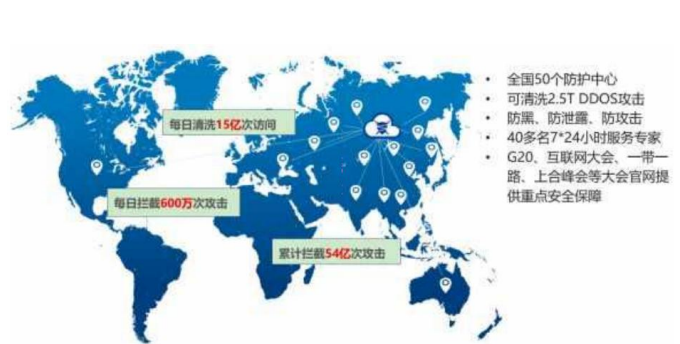 每日清洗15亿次访问
每日拦截600万次攻击
累计拦截54亿次攻击
• 全国50个防护中心
• 可清洗2.5T DDOS攻击
• 防黑、防泄露、防攻击
• 40多名7*24小时服务专家
• G20、互联网大会、一带一
路、上合峰会等大会官网提
供重点安全保障